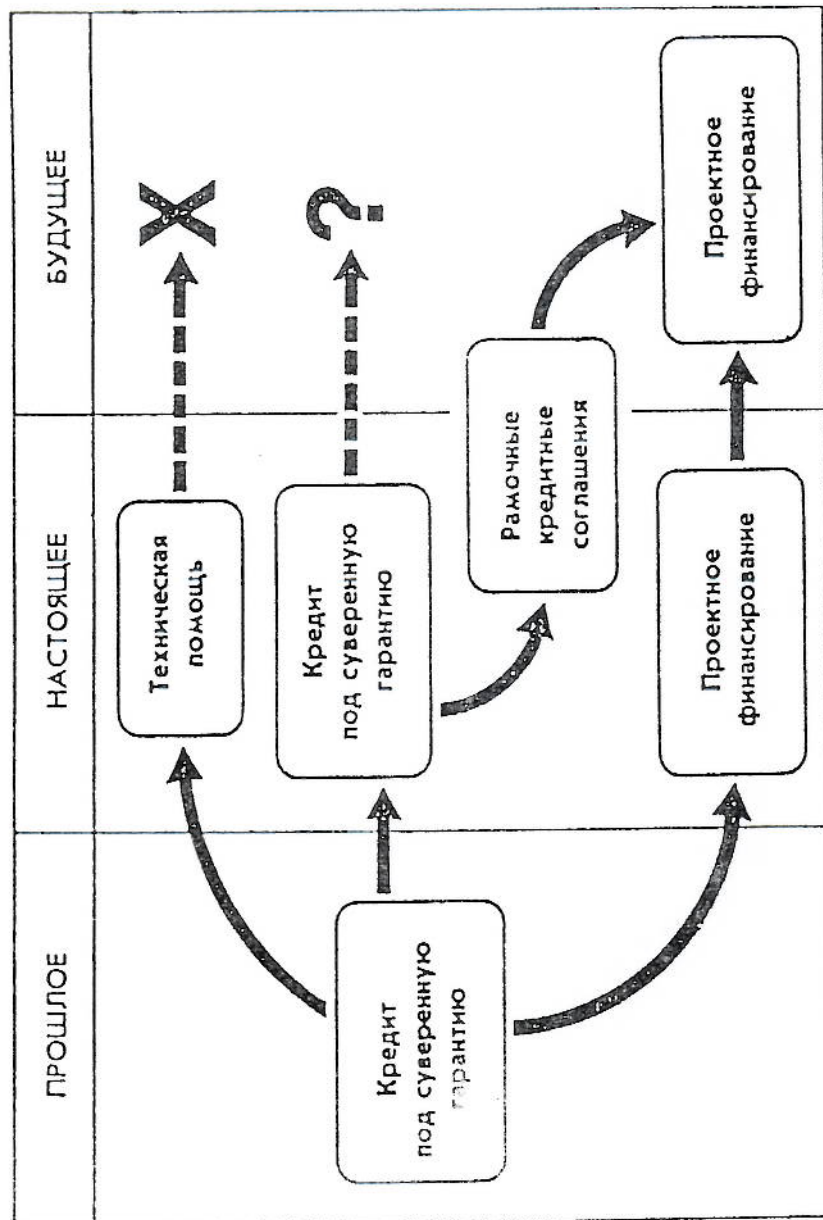 ПРОШЛОЕ
НАСТОЯЩЕЕ
БУДУЩЕЕ
Кредит
под суверенную
гарантию
Техническая
помощь
Кредит
под суверенную
гарантию
Рамочные
кредитные
соглашения
Проектное
финансирование
X
?
Проектное
финансирование